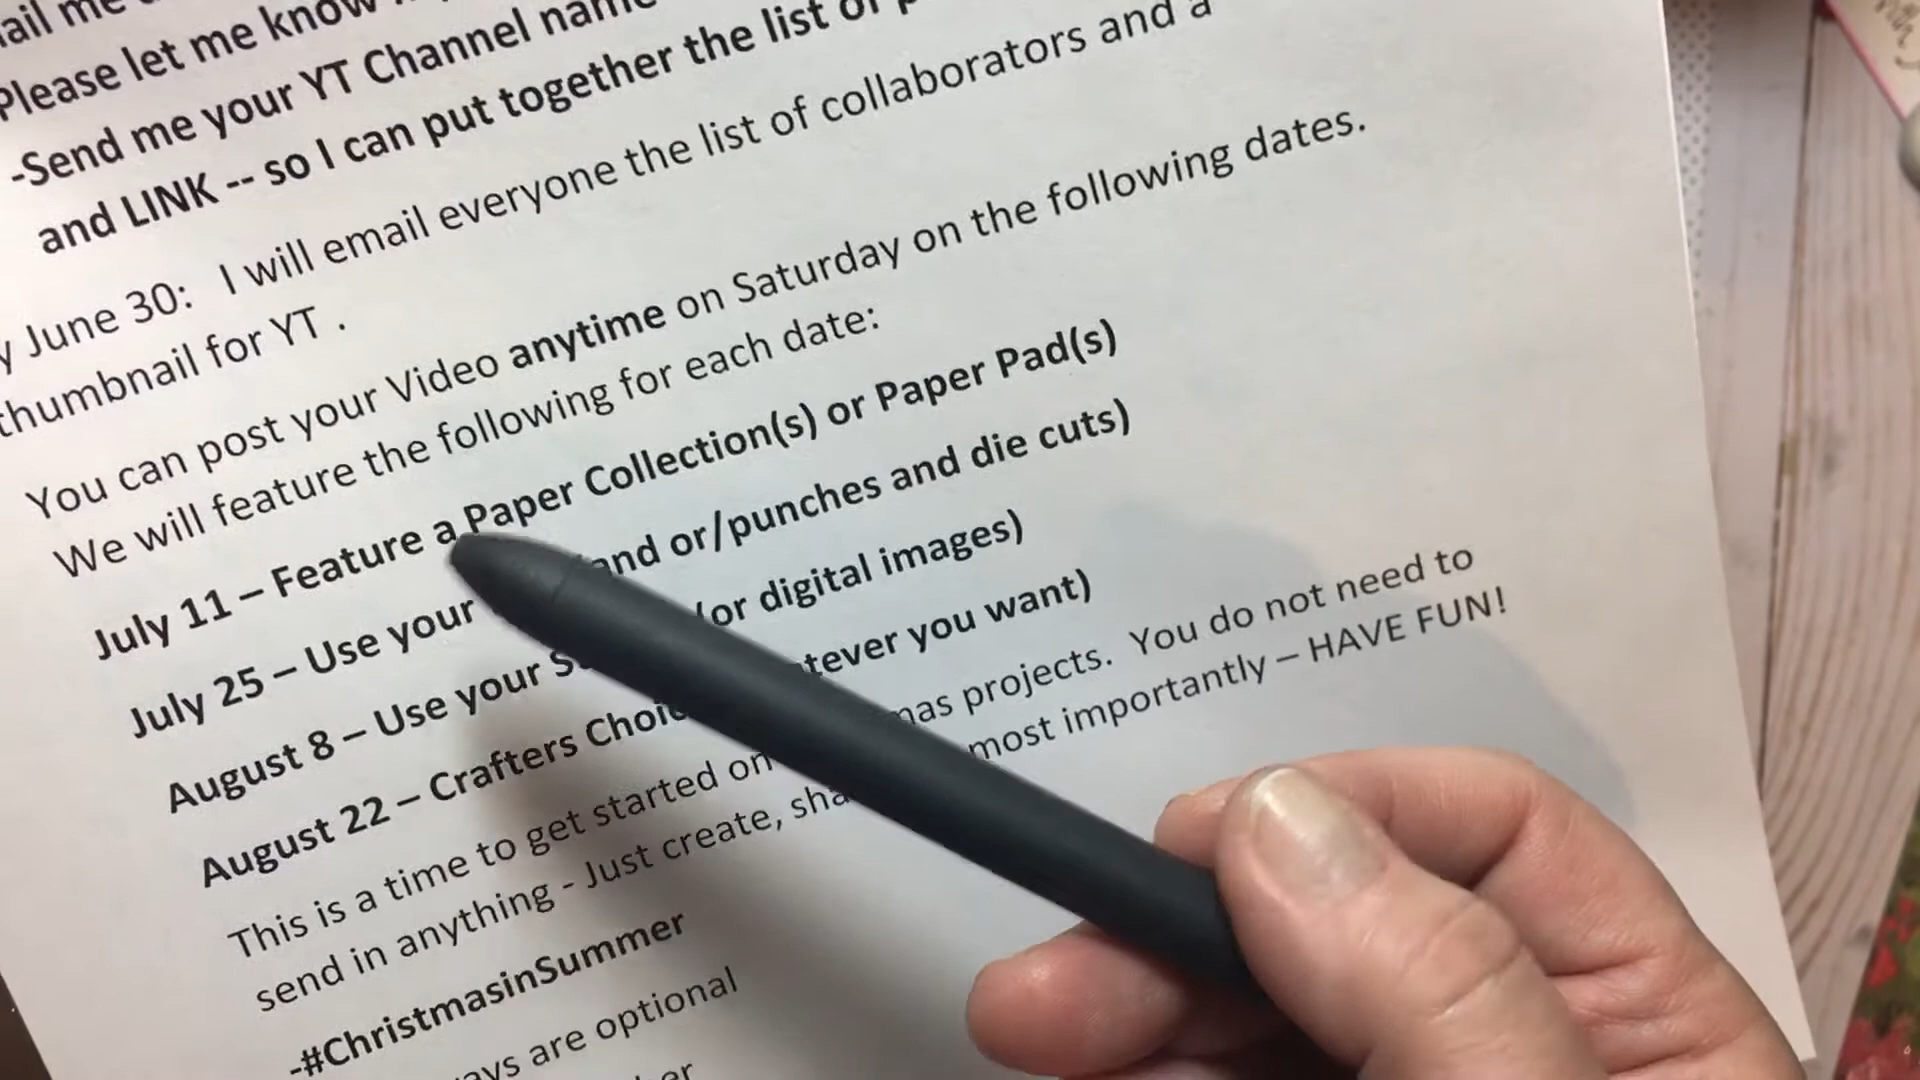 Please let me know
-Send me your YT Channel name
and LINK -- so I can put together the list of
June 30: I will email everyone the list of collaborators and a
thumbnail for YT .
You can post your Video anytime on Saturday on the following dates.
We will feature the following for each date:
July 11 – Feature a Paper Collection(s) or Paper Pad(s)
July 25 – Use your and or/punches and die cuts)
August 8 – Use your (or digital images)
August 22 – Crafters you want)
This is a time to get started on projects. You do not need to
send in anything - Just create, most importantly – HAVE FUN!
-#ChristmasinSummer
are optional